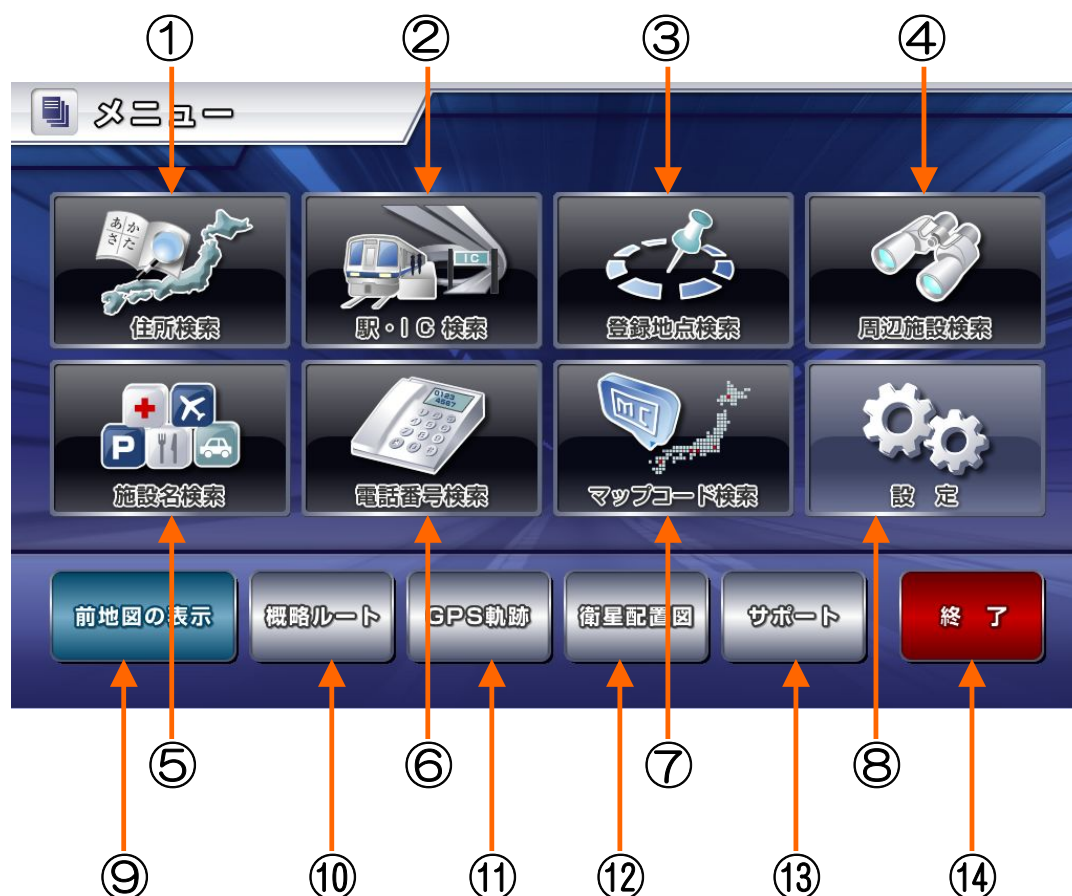 ① ② ③ ④
メニュー
あ か
さ た
IC
住所検索 駅・IC 検索 登録地点検索 周辺施設検索
0123
4567
P MC
施設名検索 電話番号検索 マップコード検索 設 定
前地図の表示 概略ルート GPS軌跡 衛星配置図 サポート 終 了
⑤ ⑥ ⑦ ⑧
⑨ ⑩ ⑪ ⑫ ⑬ ⑭